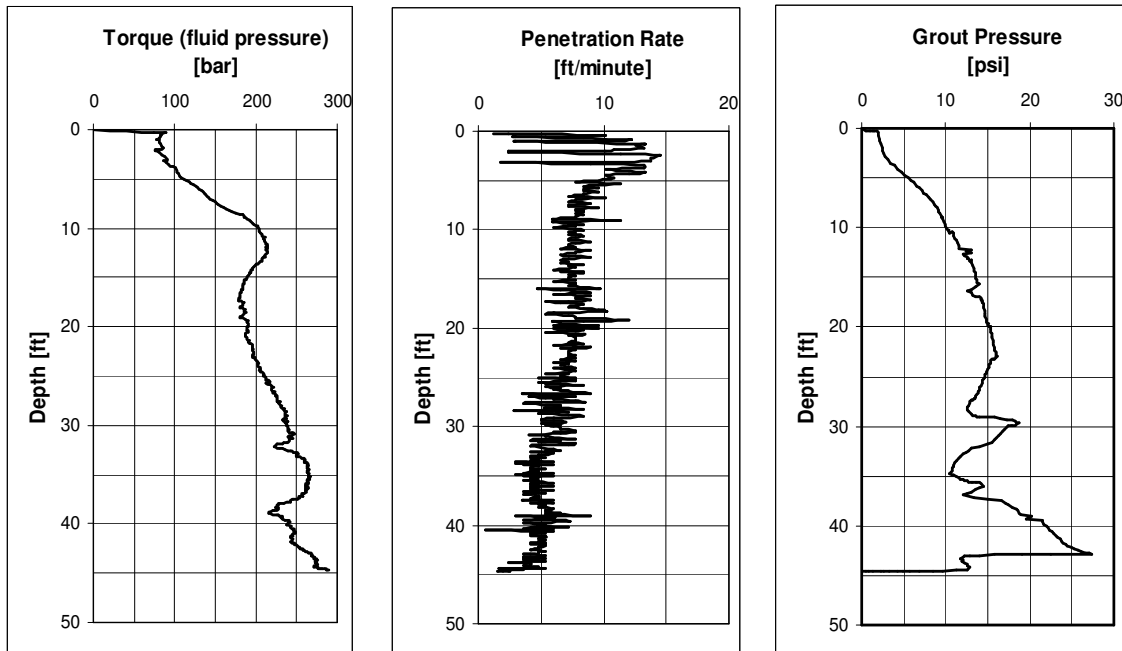 Torque (fluid pressure)
[bar]
0 100 200 300
0
10
20
30
40
50
Depth [ft]
Penetration Rate
[ft/minute]
0 10 20
0
10
20
30
40
50
Depth [ft]
Grout Pressure
[psi]
0 10 20 30
0
10
20
30
40
50
Depth [ft]